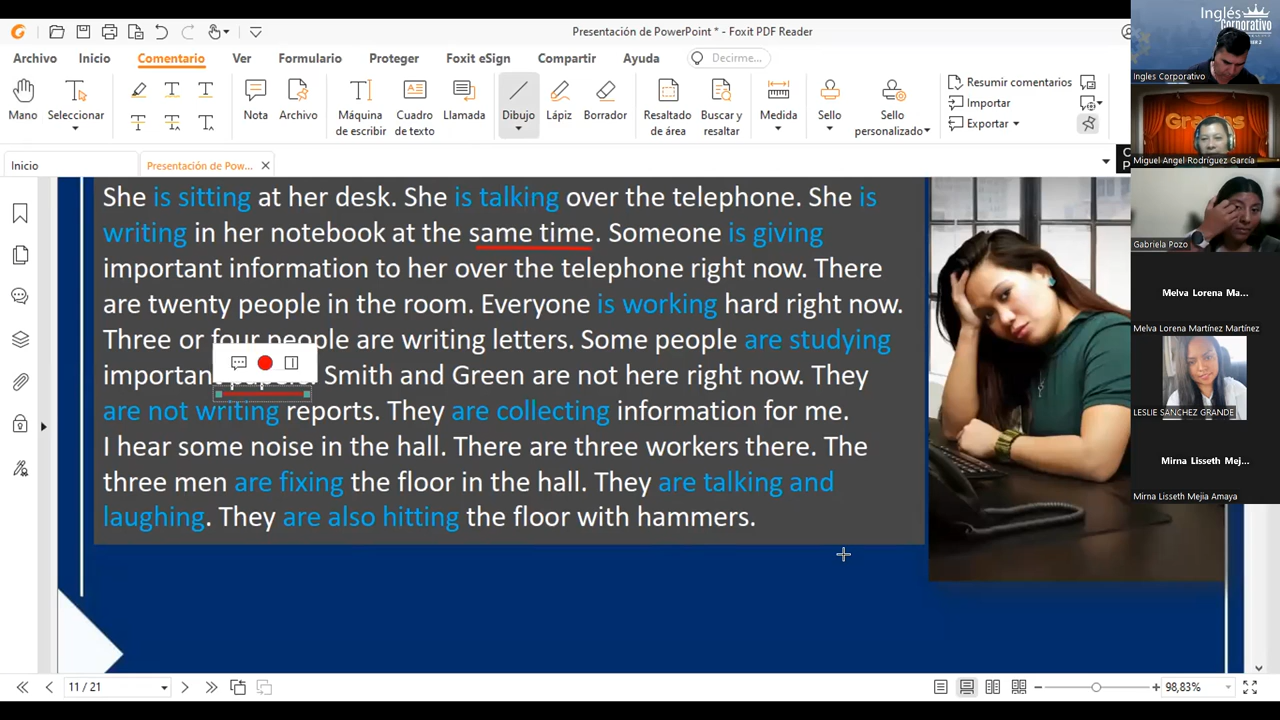 Presentación de PowerPoint * - Foxit PDF Reader
Archivo Inicio Comentario Ver Formulario Proteger Foxit eSign Compartir Ayuda Decirme...
Mano Seleccionar Nota Archivo Máquina de escribir Cuadro de texto Llamada Dibujo Lápiz Borrador Resaltado de área Buscar y resaltar Medida Sello Sello personalizado
Resumir comentarios
Importar
Exportar
Inicio Presentación de Pow...
She is sitting at her desk. She is talking over the telephone. She is
writing in her notebook at the same time. Someone is giving
important information to her over the telephone right now. There
are twenty people in the room. Everyone is working hard right now.
Three or four people are writing letters. Some people are studying
important Smith and Green are not here right now. They
are not writing reports. They are collecting information for me.
I hear some noise in the hall. There are three workers there. The
three men are fixing the floor in the hall. They are talking and
laughing. They are also hitting the floor with hammers.
11 / 21
98,83%
Inglés
Corporativo
Ingles Corporativo
Gracias
Miguel Angel Rodríguez García
Gabriela Pozo
Melva Lorena Ma...
Melva Lorena Martínez Martínez
LESLIE SANCHEZ GRANDE
Mirna Lisseth Mej...
Mirna Lisseth Mejia Amaya